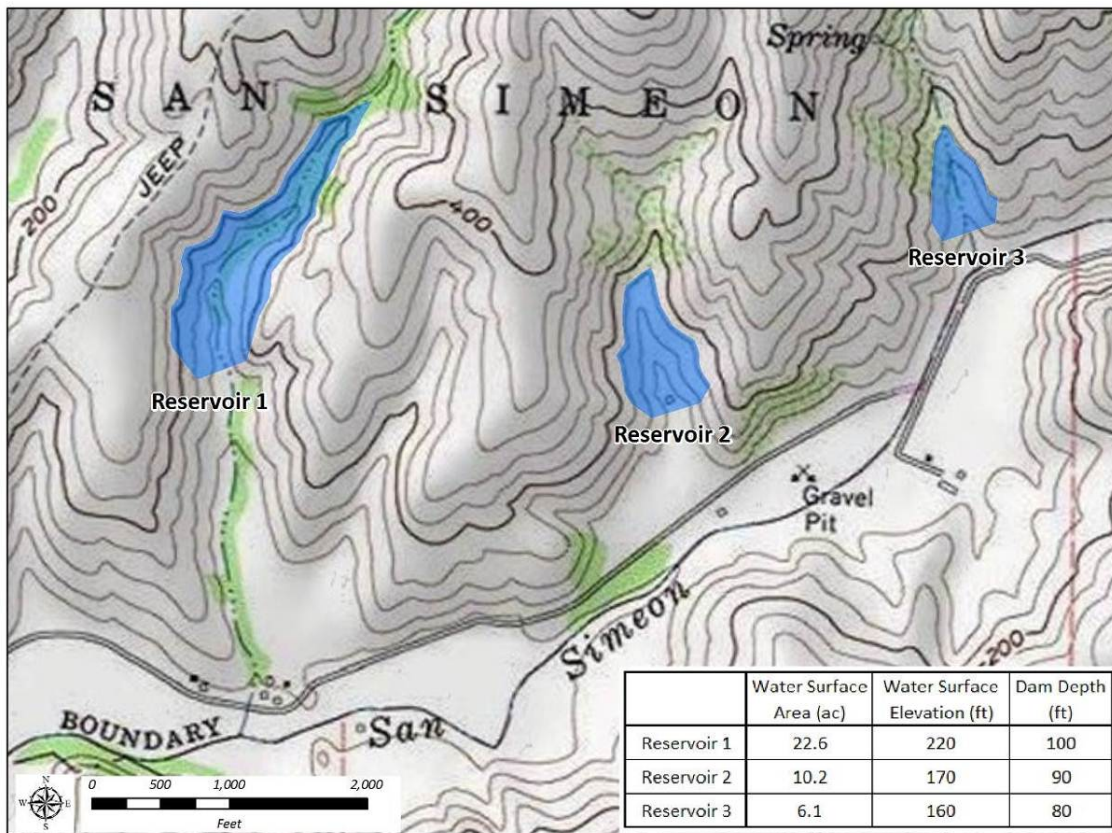 Spring
SAN SIMEON
JEEP
200
400
Reservoir 3
Reservoir 1
Reservoir 2
Gravel
Pit
Simeon
200
BOUNDARY
San
N
W E
S
0 500 1,000 2,000
Feet
Water Surface Area (ac) Water Surface Elevation (ft) Dam Depth (ft)
Reservoir 1 22.6 220 100
Reservoir 2 10.2 170 90
Reservoir 3 6.1 160 80